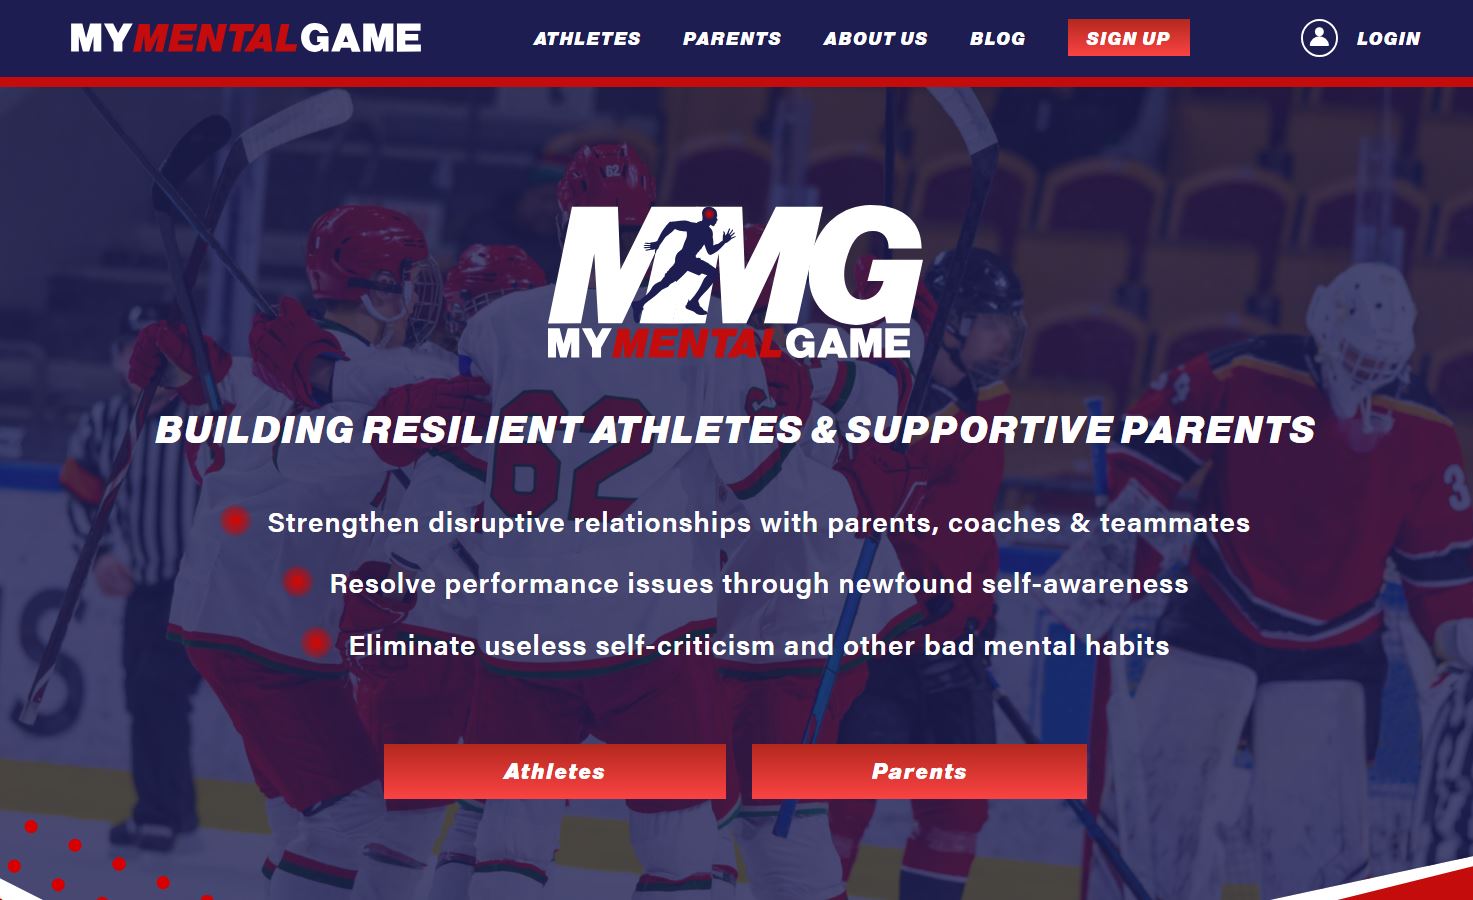 MYMENTALGAME
ATHLETES PARENTS ABOUT US BLOG SIGN UP LOGIN
62
MMG
MYMENTALGAME
62
BUILDING RESILIENT ATHLETES & SUPPORTIVE PARENTS
Strengthen disruptive relationships with parents, coaches & teammates
Resolve performance issues through newfound self-awareness
Eliminate useless self-criticism and other bad mental habits
Athletes Parents